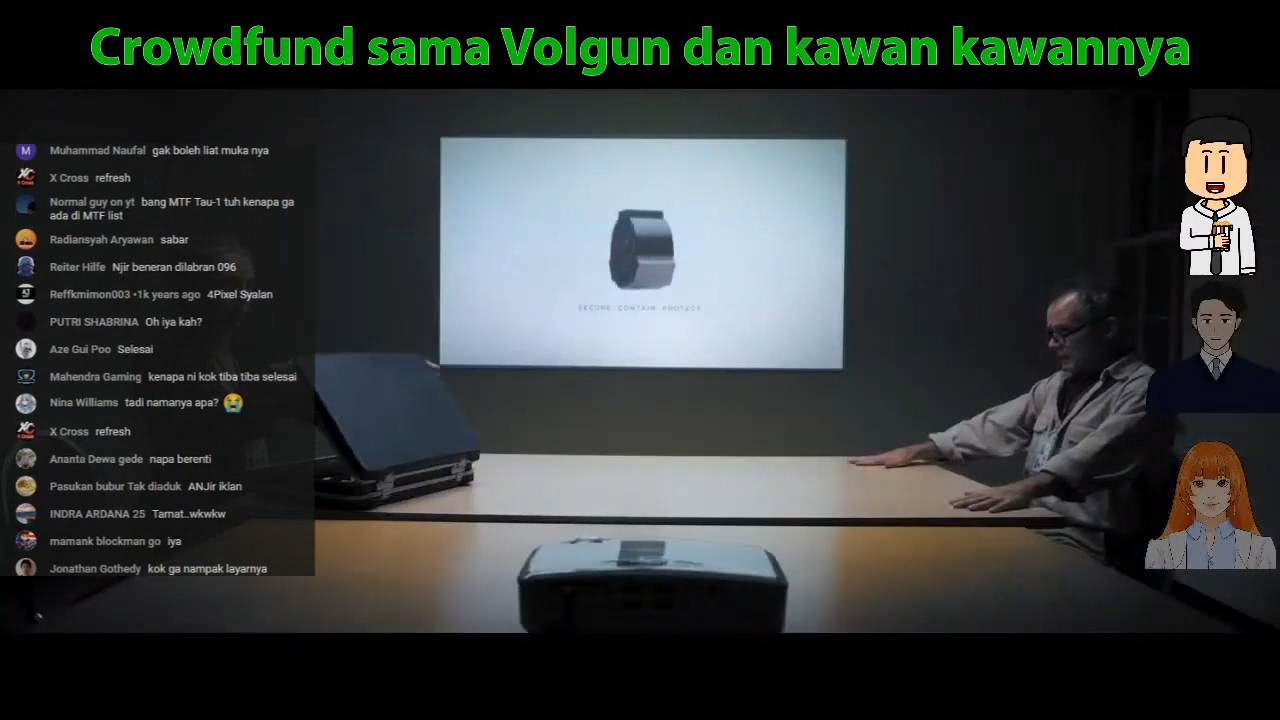 Crowdfund sama Volgun dan kawan kawannya
Muhammad Naufal gak boleh liat muka nya
X Cross refresh
Normal guy on yt bang MTF Tau-1 tuh kenapa ga
ada di MTF list
Radiansyah Aryawan sabar
Reiter Hilfe Njir beneran dilabran 096
Reffkmimon003 •1k years ago 4Pixel Syalan
PUTRI SHABRINA Oh iya kah?
Aze Gui Poo Selesai
Mahendra Gaming kenapa ni kok tiba tiba selesai
Nina Williams tadi namanya apa? 😭
X Cross refresh
Ananta Dewa gede napa berenti
Pasukan bubur Tak diaduk ANJir iklan
INDRA ARDANA 25 Tamat..wkwkw
mamank blockman go iya
Jonathan Gothedy kok ga nampak layarnya
SECURE. CONTAIN. PROTECT.